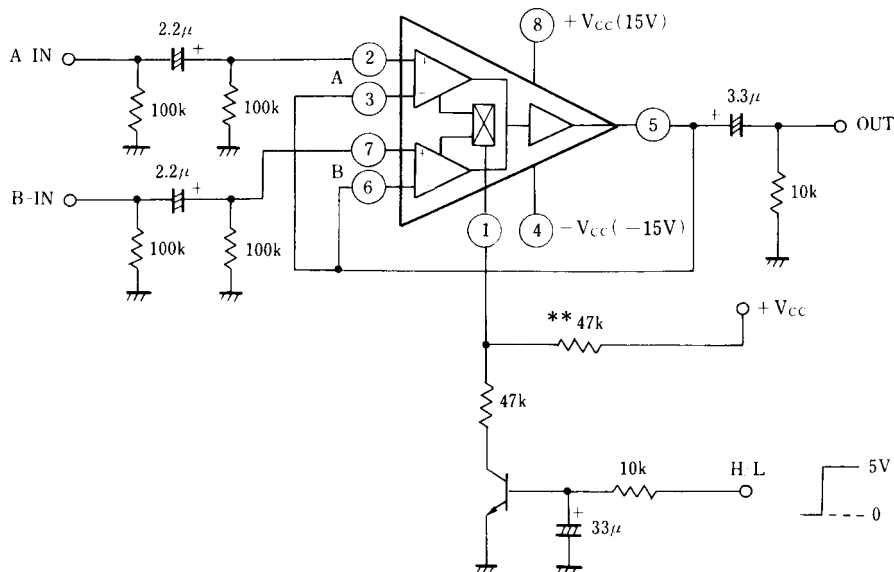 8 +VCC(15V)
2.2μ +
A IN
2
A
3
100k
100k
7
B
6
2.2μ +
B-IN
100k
100k
+
−
+
5
+ 3.3μ
OUT
10k
1
4 −VCC(−15V)
** 47k
+VCC
47k
10k
H L
5V
0
+
33μ